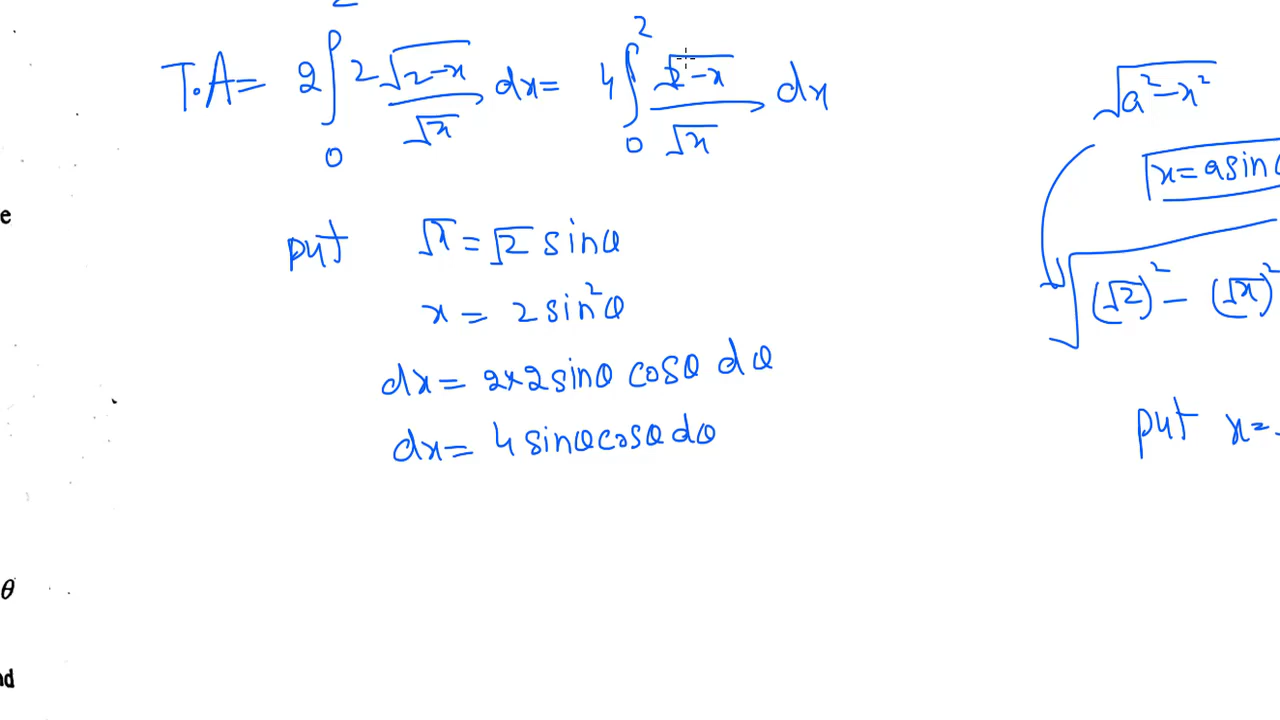 T.A = 2∫₀² 2 √(2-x)/√x dx = 4∫₀² √(2-x)/√x dx
put √x = √2 sinθ
x = 2 sin²θ
dx = 2×2 sinθ cosθ dθ
dx = 4 sinθ cosθ dθ
√(a²-x²)
x = a sin
√((√2)² - (√x)²
put x =
e
θ